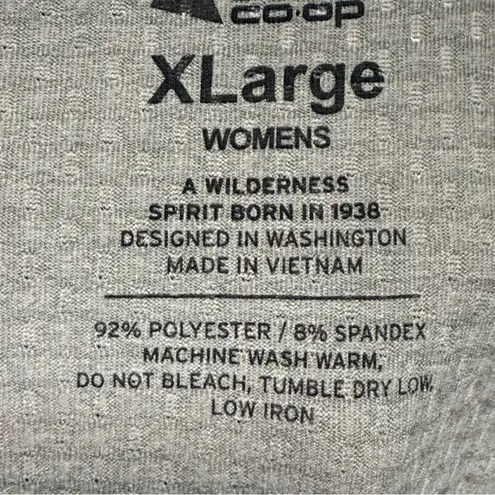 co·op
XLarge
WOMENS
A WILDERNESS
SPIRIT BORN IN 1938
DESIGNED IN WASHINGTON
MADE IN VIETNAM
92% POLYESTER / 8% SPANDEX
MACHINE WASH WARM,
DO NOT BLEACH, TUMBLE DRY LOW,
LOW IRON